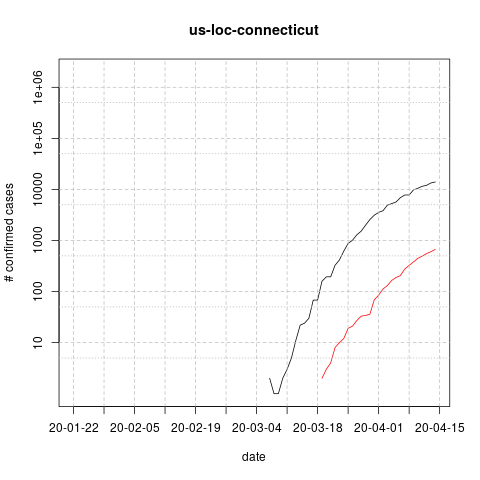 us-loc-connecticut
# confirmed cases
1e+06
1e+05
10000
1000
100
10
20-01-22 20-02-05 20-02-19 20-03-04 20-03-18 20-04-01 20-04-15
date